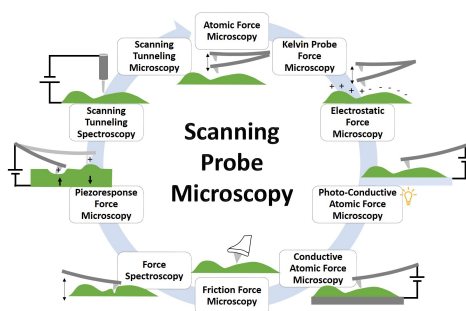 Atomic Force
Microscopy
Kelvin Probe
Force
Microscopy
+ + + + + + - - - - -
Electrostatic
Force
Microscopy
Photo-Conductive
Atomic Force
Microscopy
Conductive
Atomic Force
Microscopy
Friction Force
Microscopy
Force
Spectroscopy
Piezoresponse
Force
Microscopy
+ +
Scanning
Tunneling
Spectroscopy
Scanning
Tunneling
Microscopy
Scanning
Probe
Microscopy